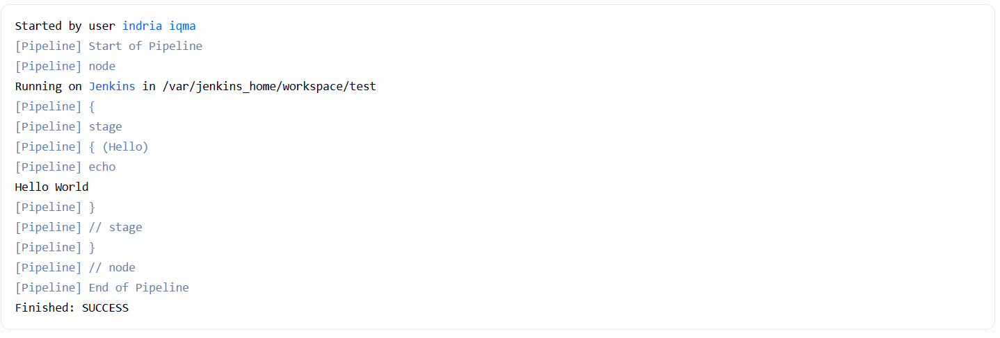 Started by user indria iqma
[Pipeline] Start of Pipeline
[Pipeline] node
Running on Jenkins in /var/jenkins_home/workspace/test
[Pipeline] {
[Pipeline] stage
[Pipeline] { (Hello)
[Pipeline] echo
Hello World
[Pipeline] }
[Pipeline] // stage
[Pipeline] }
[Pipeline] // node
[Pipeline] End of Pipeline
Finished: SUCCESS